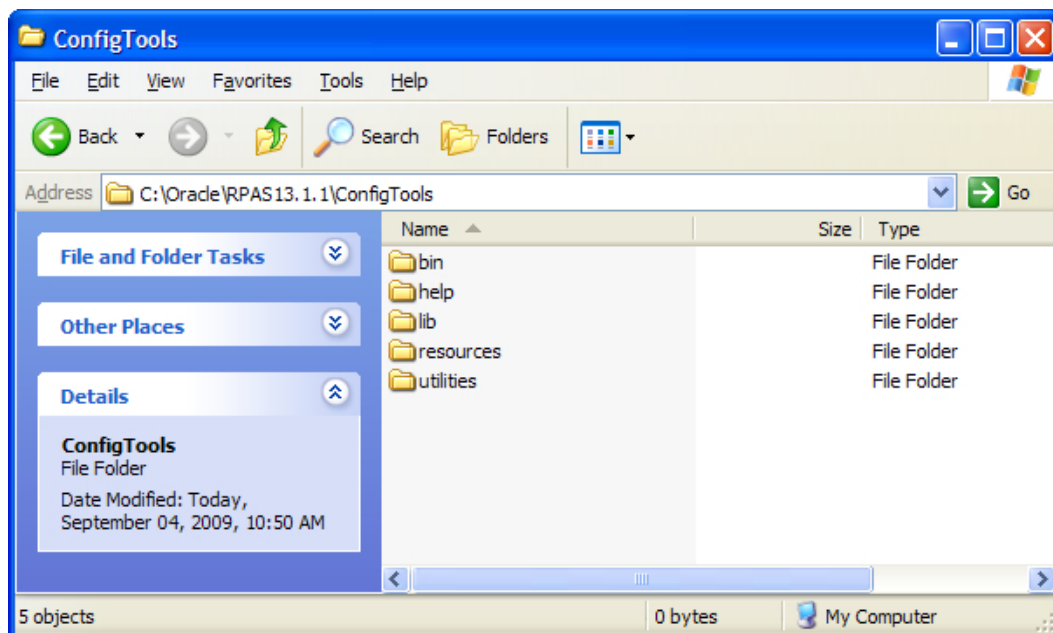 ConfigTools
File Edit View Favorites Tools Help
Back Search Folders
Address C:\Oracle\RPAS13.1.1\ConfigTools Go
File and Folder Tasks
Other Places
Details
ConfigTools
File Folder
Date Modified: Today,
September 04, 2009, 10:50 AM
Name Size Type
bin File Folder
help File Folder
lib File Folder
resources File Folder
utilities File Folder
5 objects 0 bytes My Computer